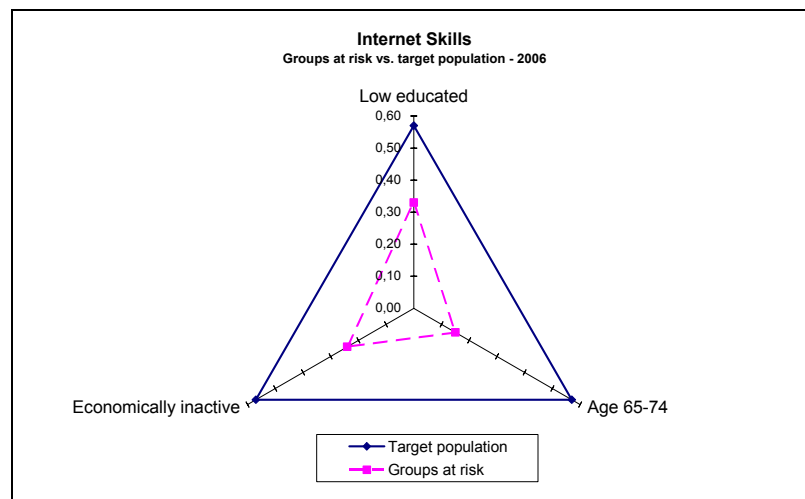 Internet Skills
Groups at risk vs. target population - 2006
Low educated
0,60
0,50
0,40
0,30
0,20
0,10
0,00
Economically inactive
Age 65-74
Target population
Groups at risk